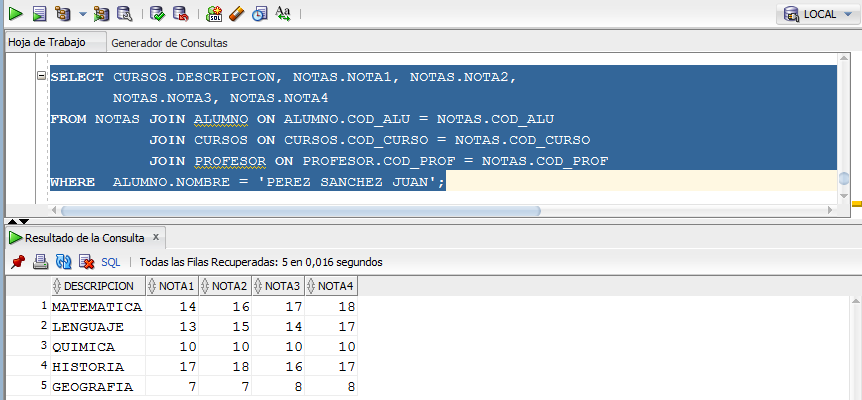 LOCAL
Hoja de Trabajo Generador de Consultas
SELECT CURSOS.DESCRIPCION, NOTAS.NOTA1, NOTAS.NOTA2,
NOTAS.NOTA3, NOTAS.NOTA4
FROM NOTAS JOIN ALUMNO ON ALUMNO.COD_ALU = NOTAS.COD_ALU
JOIN CURSOS ON CURSOS.COD_CURSO = NOTAS.COD_CURSO
JOIN PROFESOR ON PROFESOR.COD_PROF = NOTAS.COD_PROF
WHERE ALUMNO.NOMBRE = 'PEREZ SANCHEZ JUAN';
Resultado de la Consulta x
SQL | Todas las Filas Recuperadas: 5 en 0,016 segundos
DESCRIPCION NOTA1 NOTA2 NOTA3 NOTA4
1 MATEMATICA 14 16 17 18
2 LENGUAJE 13 15 14 17
3 QUIMICA 10 10 10 10
4 HISTORIA 17 18 16 17
5 GEOGRAFIA 7 7 8 8